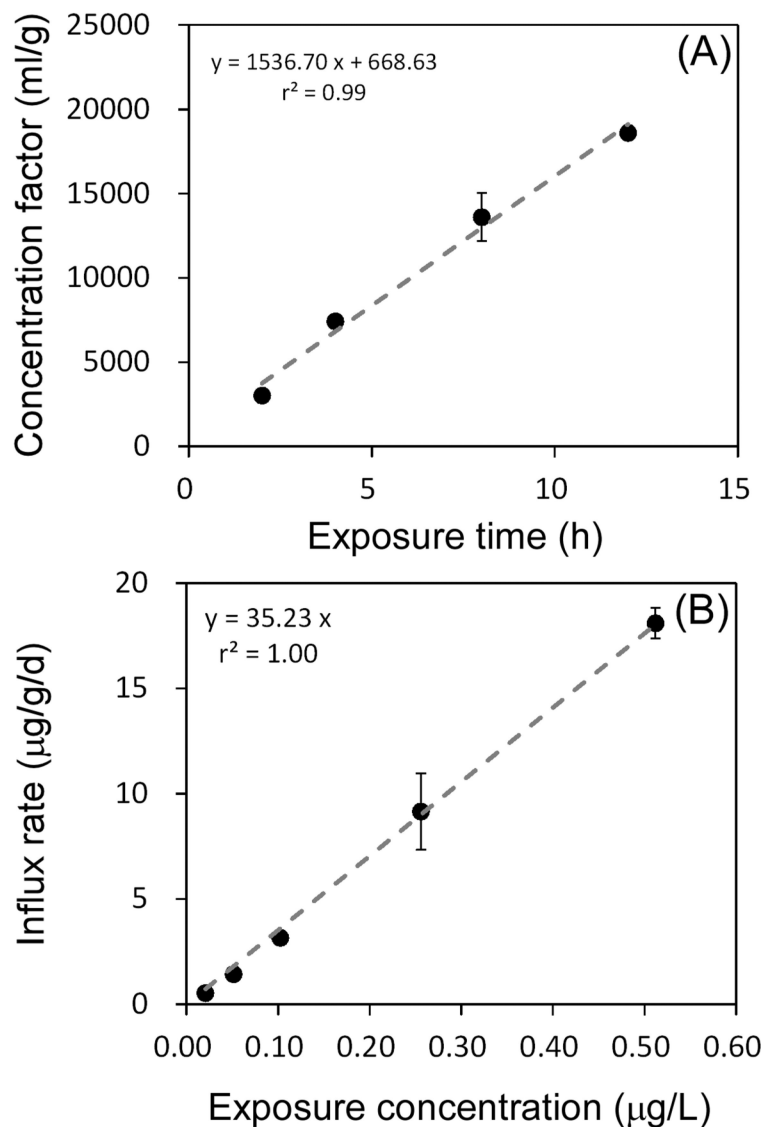 (A)
y = 1536.70 x + 668.63
r² = 0.99
Concentration factor (ml/g)
25000
20000
15000
10000
5000
0
0 5 10 15
Exposure time (h)
(B)
y = 35.23 x
r² = 1.00
Influx rate (μg/g/d)
20
15
10
5
0
0.00 0.10 0.20 0.30 0.40 0.50 0.60
Exposure concentration (μg/L)